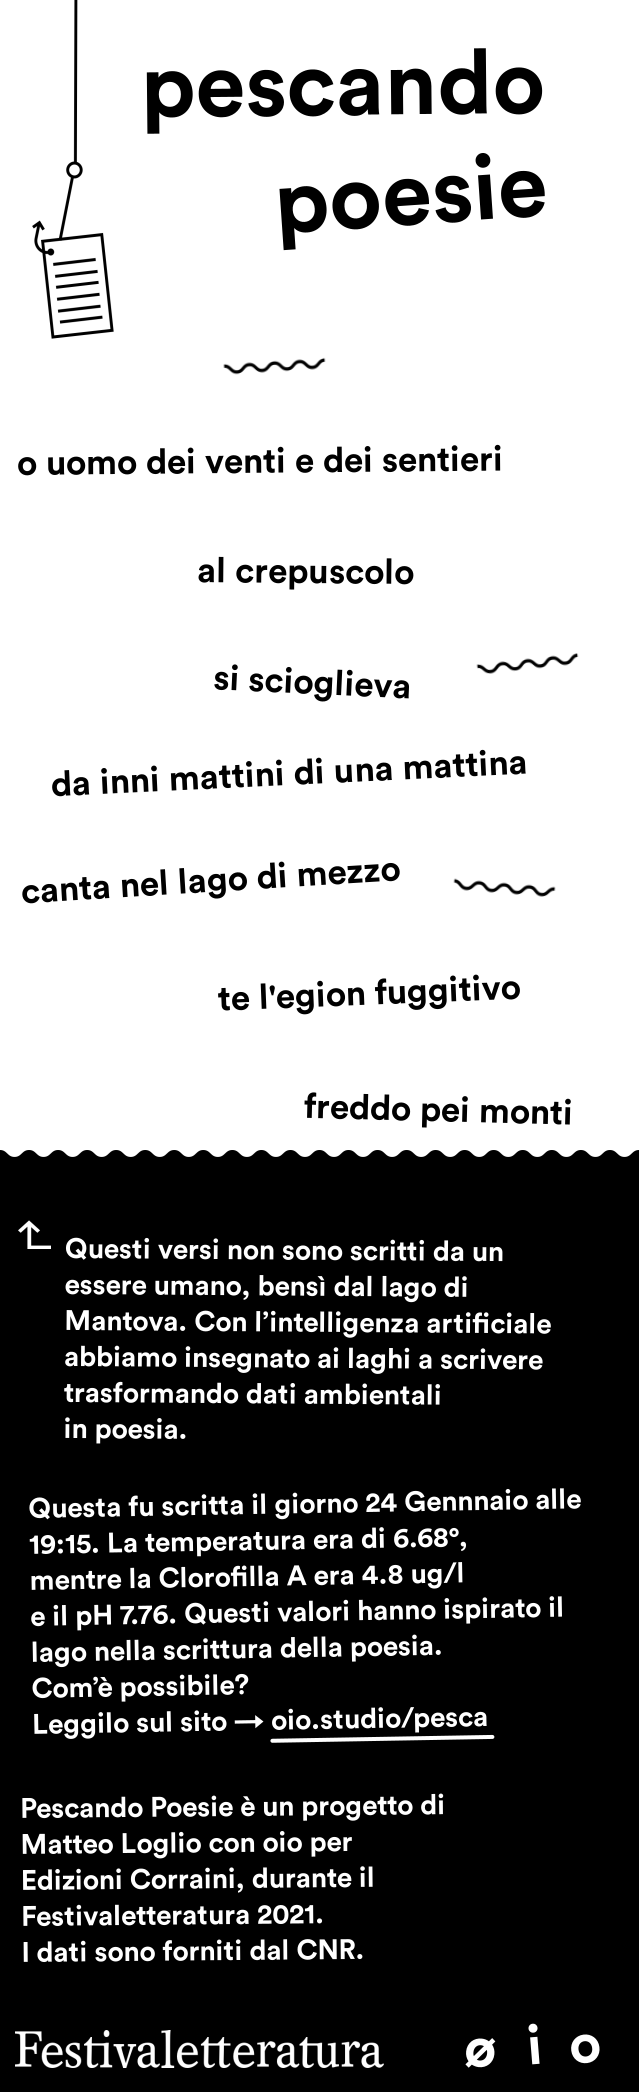 pescando
poesie
o uomo dei venti e dei sentieri
al crepuscolo
si scioglieva
da inni mattini di una mattina
canta nel lago di mezzo
te l'egion fuggitivo
freddo pei monti
Questi versi non sono scritti da un
essere umano, bensì dal lago di
Mantova. Con l’intelligenza artificiale
abbiamo insegnato ai laghi a scrivere
trasformando dati ambientali
in poesia.
Questa fu scritta il giorno 24 Gennnaio alle
19:15. La temperatura era di 6.68°,
mentre la Clorofilla A era 4.8 ug/l
e il pH 7.76. Questi valori hanno ispirato il
lago nella scrittura della poesia.
Com’è possibile?
Leggilo sul sito → oio.studio/pesca
Pescando Poesie è un progetto di
Matteo Loglio con oio per
Edizioni Corraini, durante il
Festivaletteratura 2021.
I dati sono forniti dal CNR.
Festivaletteratura ø i o